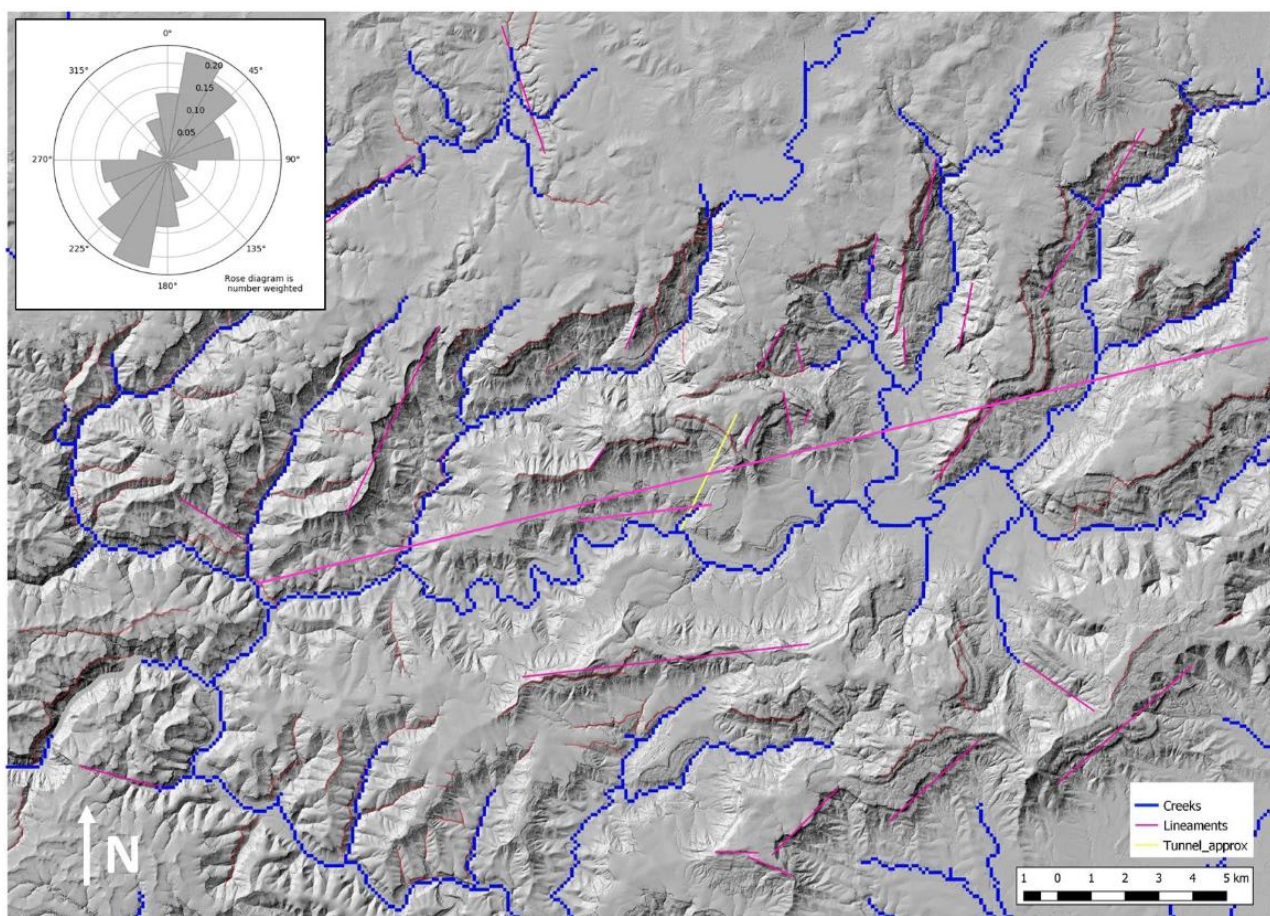 0°
315°
45°
0.20
0.15
0.10
0.05
270°
90°
225°
135°
180°
Rose diagram is
number weighted
N
Creeks
Lineaments
Tunnel_approx
1 0 1 2 3 4 5 km